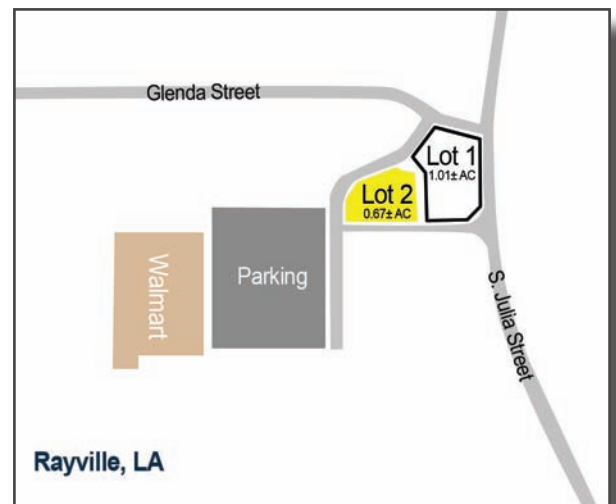 Glenda Street
Lot 1
1.01± AC
Lot 2
0.67± AC
Walmart
Parking
S. Julia Street
Rayville, LA